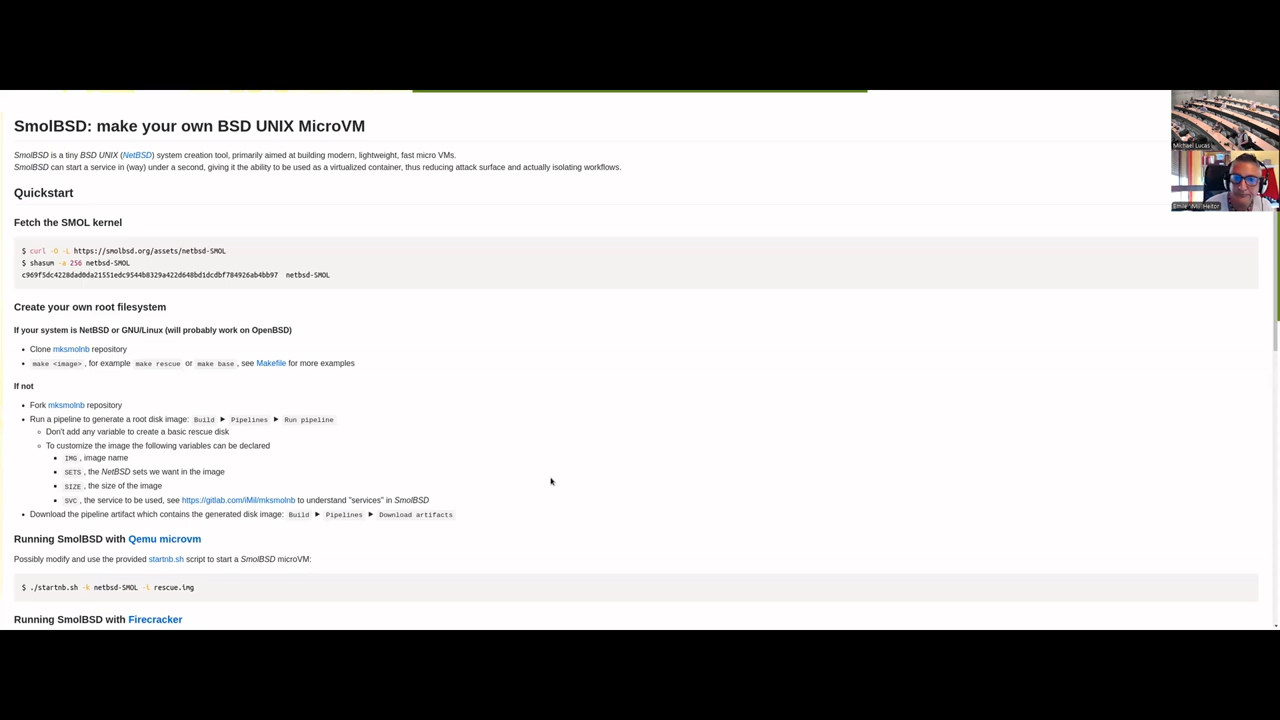 SmolBSD: make your own BSD UNIX MicroVM
SmolBSD is a tiny BSD UNIX (NetBSD) system creation tool, primarily aimed at building modern, lightweight, fast micro VMs.
SmolBSD can start a service in (way) under a second, giving it the ability to be used as a virtualized container, thus reducing attack surface and actually isolating workflows.
Quickstart
Fetch the SMOL kernel
$ curl -O -L https://smolbsd.org/assets/netbsd-SMOL
$ shasum -a 256 netbsd-SMOL
c969f5dc4228dad0da21551edc9544b8329a422d648bd1dcdbf784926ab4bb97  netbsd-SMOL
Create your own root filesystem
If your system is NetBSD or GNU/Linux (will probably work on OpenBSD)
• Clone mksmolnb repository
• make <image>, for example make rescue or make base, see Makefile for more examples
If not
• Fork mksmolnb repository
• Run a pipeline to generate a root disk image: Build ► Pipelines ► Run pipeline
◦ Don't add any variable to create a basic rescue disk
◦ To customize the image the following variables can be declared
▪ IMG, image name
▪ SETS, the NetBSD sets we want in the image
▪ SIZE, the size of the image
▪ SVC, the service to be used, see https://gitlab.com/iMil/mksmolnb to understand "services" in SmolBSD
• Download the pipeline artifact which contains the generated disk image: Build ► Pipelines ► Download artifacts
Running SmolBSD with Qemu microvm
Possibly modify and use the provided startnb.sh script to start a SmolBSD microVM:
$ ./startnb.sh -k netbsd-SMOL -i rescue.img
Running SmolBSD with Firecracker
Michael Lucas
Emile iMil Heitor